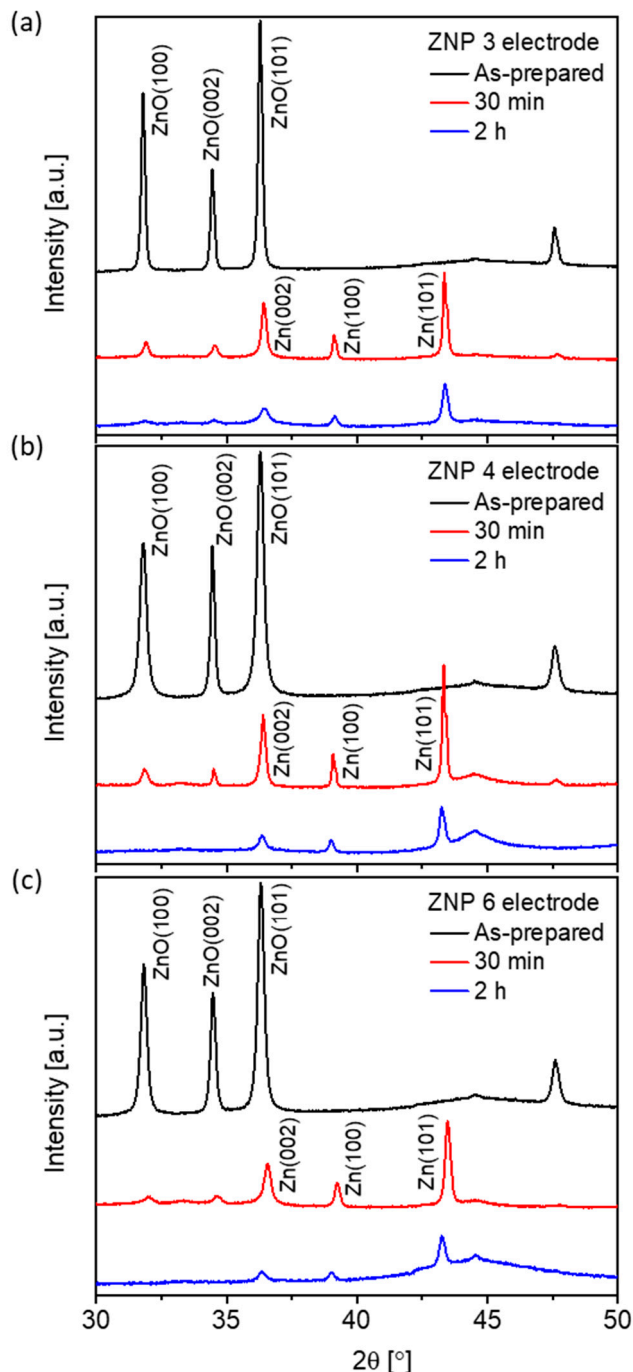 (a)
ZNP 3 electrode
As-prepared
30 min
2 h
ZnO(100)
ZnO(002)
ZnO(101)
Zn(002)
Zn(100)
Zn(101)
Intensity [a.u.]
(b)
ZNP 4 electrode
As-prepared
30 min
2 h
ZnO(100)
ZnO(002)
ZnO(101)
Zn(002)
Zn(100)
Zn(101)
Intensity [a.u.]
(c)
ZNP 6 electrode
As-prepared
30 min
2 h
ZnO(100)
ZnO(002)
ZnO(101)
Zn(002)
Zn(100)
Zn(101)
Intensity [a.u.]
30 35 40 45 50
2θ [°]